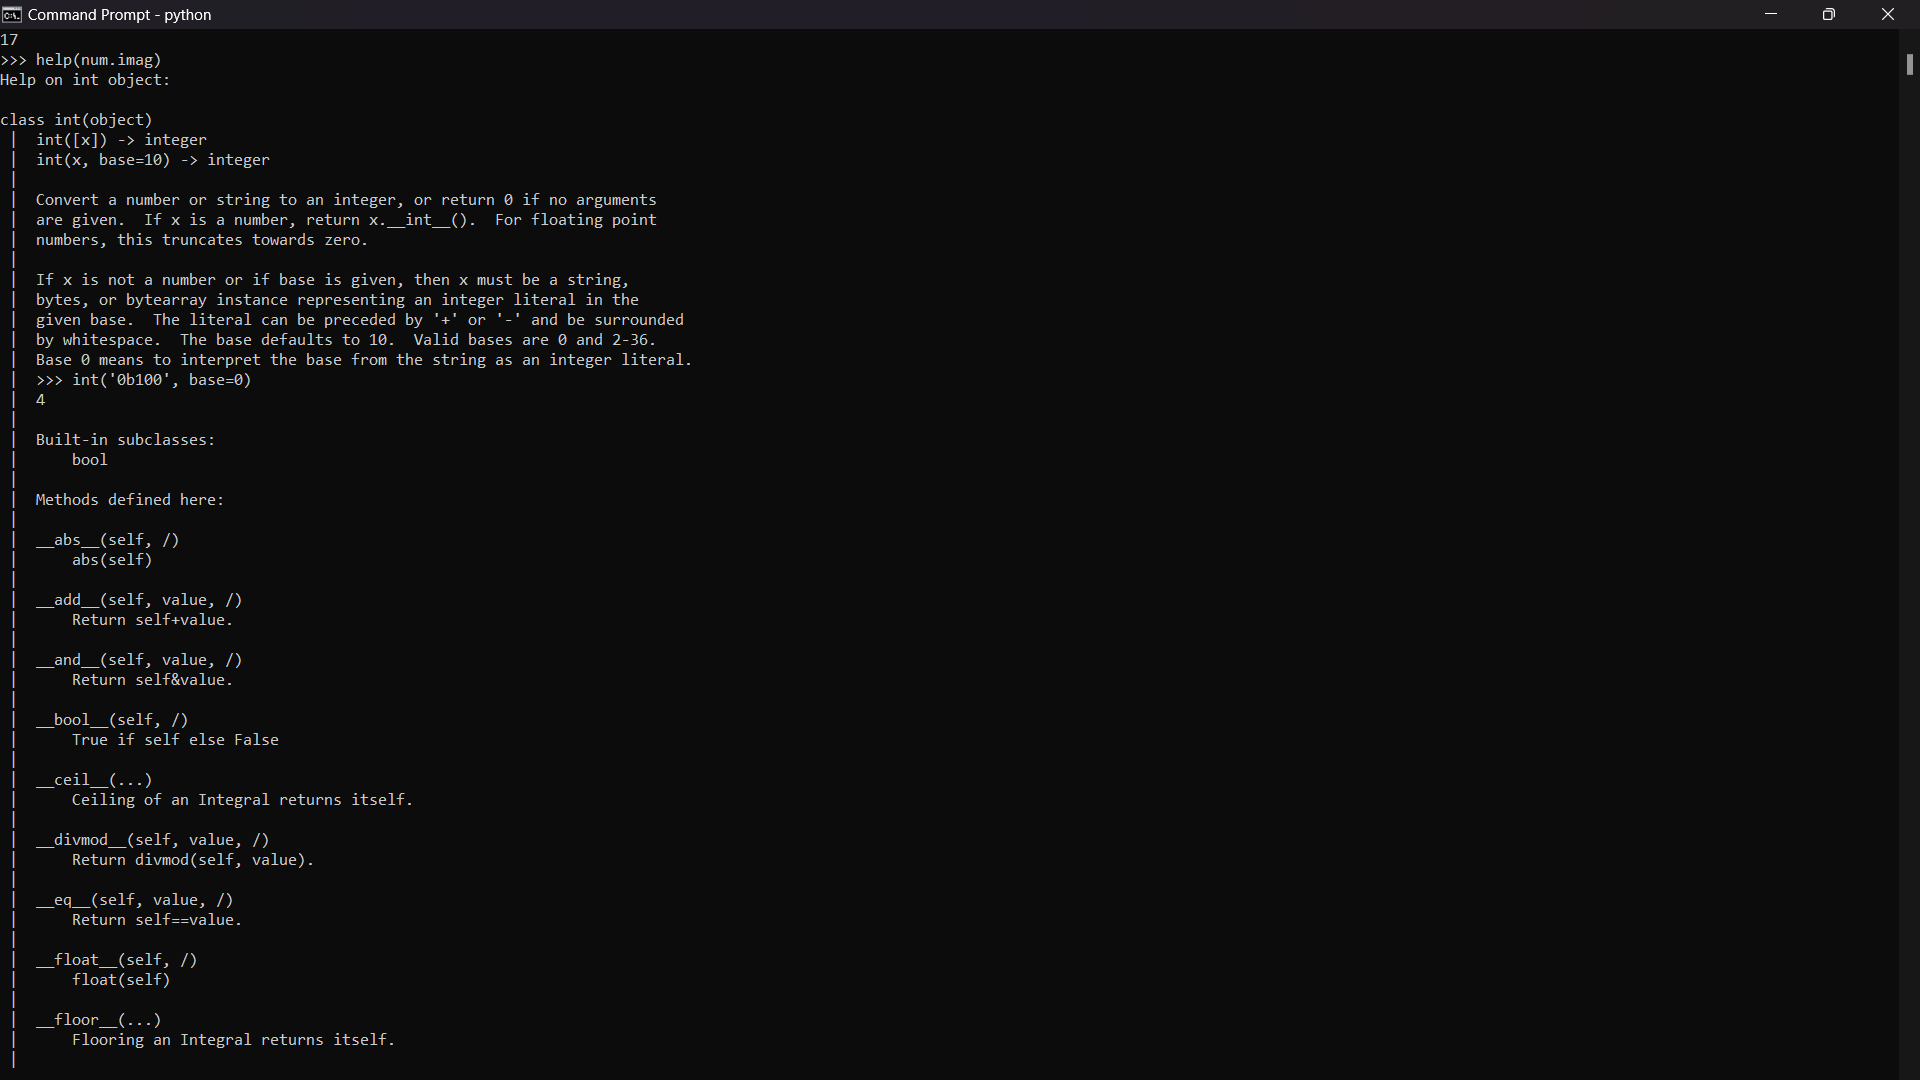 Command Prompt - python
17
>>> help(num.imag)
Help on int object:
class int(object)
 |  int([x]) -> integer
 |  int(x, base=10) -> integer
 |
 |  Convert a number or string to an integer, or return 0 if no arguments
 |  are given.  If x is a number, return x.__int__().  For floating point
 |  numbers, this truncates towards zero.
 |
 |  If x is not a number or if base is given, then x must be a string,
 |  bytes, or bytearray instance representing an integer literal in the
 |  given base.  The literal can be preceded by '+' or '-' and be surrounded
 |  by whitespace.  The base defaults to 10.  Valid bases are 0 and 2-36.
 |  Base 0 means to interpret the base from the string as an integer literal.
 |  >>> int('0b100', base=0)
 |  4
 |
 |  Built-in subclasses:
 |      bool
 |
 |  Methods defined here:
 |
 |  __abs__(self, /)
 |      abs(self)
 |
 |  __add__(self, value, /)
 |      Return self+value.
 |
 |  __and__(self, value, /)
 |      Return self&value.
 |
 |  __bool__(self, /)
 |      True if self else False
 |
 |  __ceil__(...)
 |      Ceiling of an Integral returns itself.
 |
 |  __divmod__(self, value, /)
 |      Return divmod(self, value).
 |
 |  __eq__(self, value, /)
 |      Return self==value.
 |
 |  __float__(self, /)
 |      float(self)
 |
 |  __floor__(...)
 |      Flooring an Integral returns itself.
 |